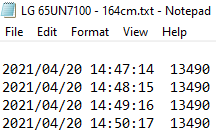 LG 65UN7100 - 164cm.txt - Notepad
File Edit Format View Help
2021/04/20 14:47:14 13490
2021/04/20 14:48:15 13490
2021/04/20 14:49:16 13490
2021/04/20 14:50:17 13490